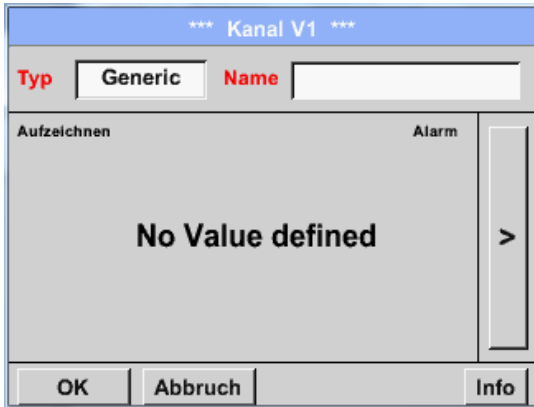 *** Kanal V1 ***
Typ Generic Name
Aufzeichnen Alarm
No Value defined >
OK Abbruch Info